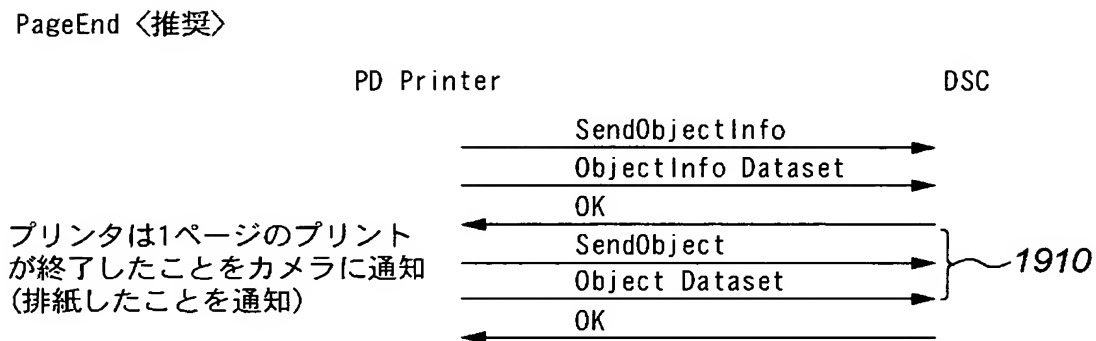 PageEnd〈推奨〉
PD Printer DSC
SendObjectInfo
ObjectInfo Dataset
OK
プリンタは1ページのプリント
が終了したことをカメラに通知
(排紙したことを通知)
SendObject
Object Dataset
1910
OK